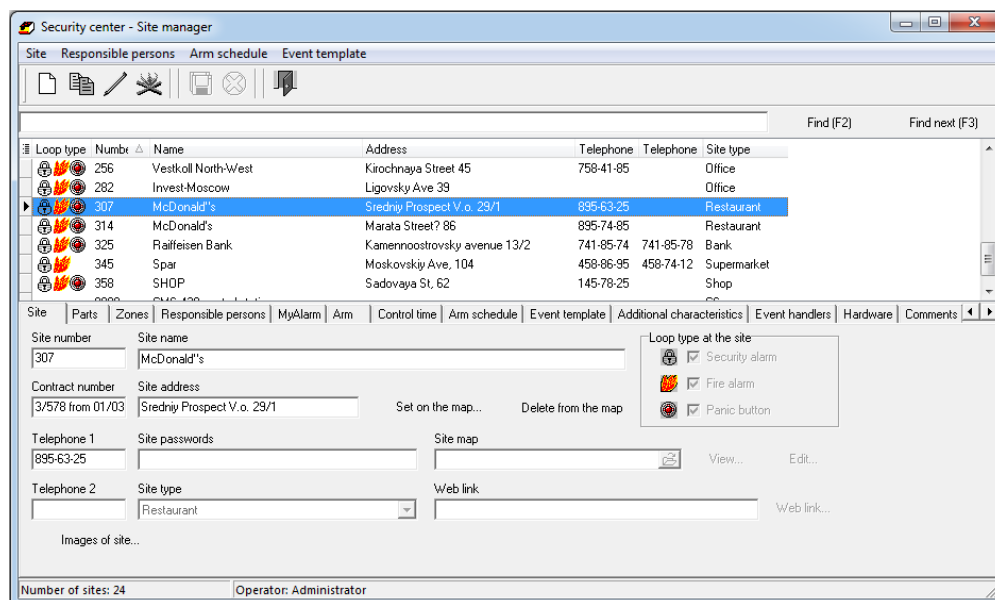 Security center - Site manager
Site Responsible persons Arm schedule Event template
Find (F2) Find next (F3)
Loop type Numbe Name Address Telephone Telephone Site type
256 Vestkoll North-West Kirochnaya Street 45 758-41-85 Office
282 Invest-Moscow Ligovsky Ave 39 Office
307 McDonald''s Sredniy Prospect V.o. 29/1 895-63-25 Restaurant
314 McDonald's Marata Street? 86 895-74-85 Restaurant
325 Raiffeisen Bank Kamennoostrovsky avenue 13/2 741-85-74 741-85-78 Bank
345 Spar Moskovskiy Ave, 104 458-86-95 458-74-12 Supermarket
358 SHOP Sadovaya St, 62 145-78-25 Shop
Site Parts Zones Responsible persons MyAlarm Arm Control time Arm schedule Event template Additional characteristics Event handlers Hardware Comments
Site number Site name Loop type at the site
307 McDonald''s Security alarm
Contract number Site address Fire alarm
3/578 from 01/03 Sredniy Prospect V.o. 29/1 Set on the map... Delete from the map Panic button
Telephone 1 Site passwords Site map
895-63-25 View... Edit...
Telephone 2 Site type Web link
Restaurant Web link...
Images of site...
Number of sites: 24 Operator: Administrator